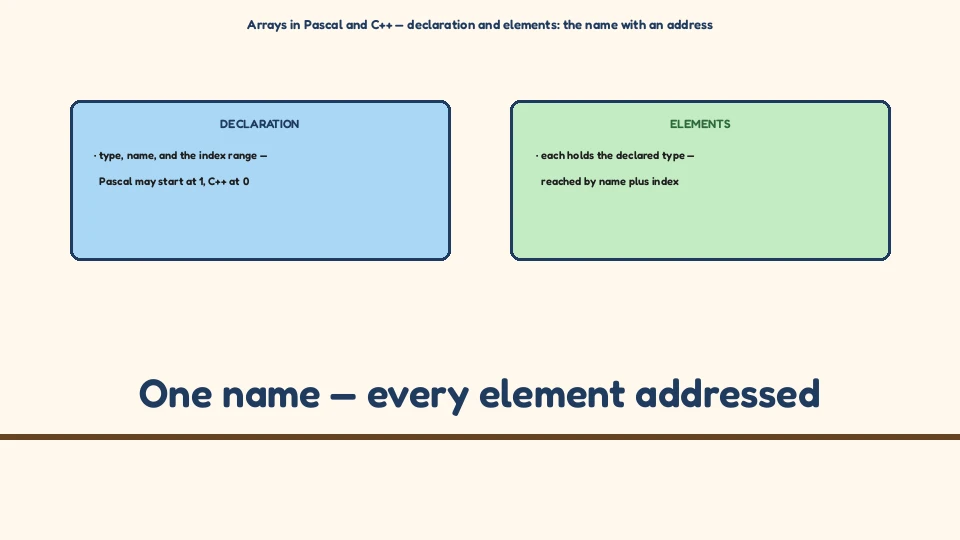 Arrays in Pascal and C++ — declaration and elements: the name with an address
DECLARATION
· type, name, and the index range —
Pascal may start at 1, C++ at 0
ELEMENTS
· each holds the declared type —
reached by name plus index
One name — every element addressed